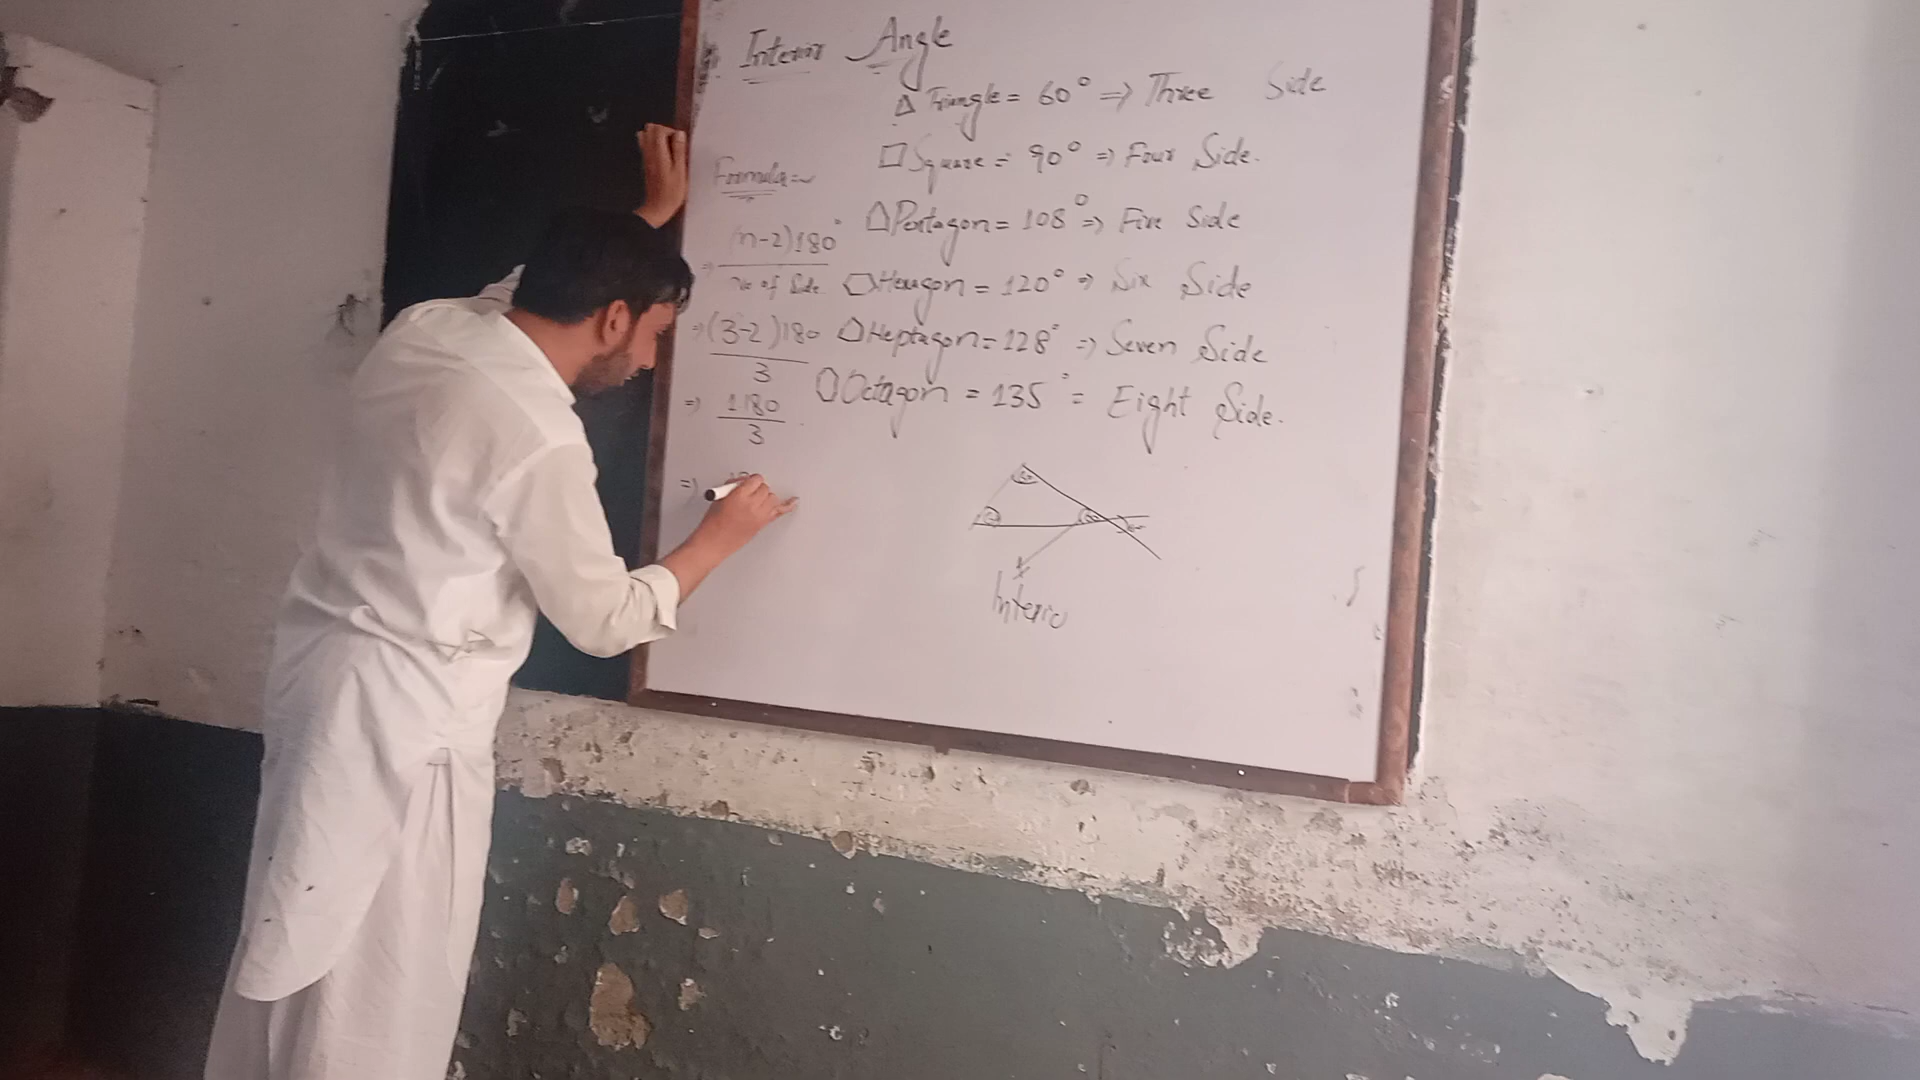 Interior Angle
△ Triangle = 60° => Three Side
□ Square = 90° => Four Side.
Formula
Pentagon = 108° => Five Side
(n-2)180°
=> No of Side
Hexagon = 120° => Six Side
=> (3-2)180
3
Heptagon = 128° => Seven Side
=> 1180
3
Octagon = 135° = Eight Side.
=> 180
Interio